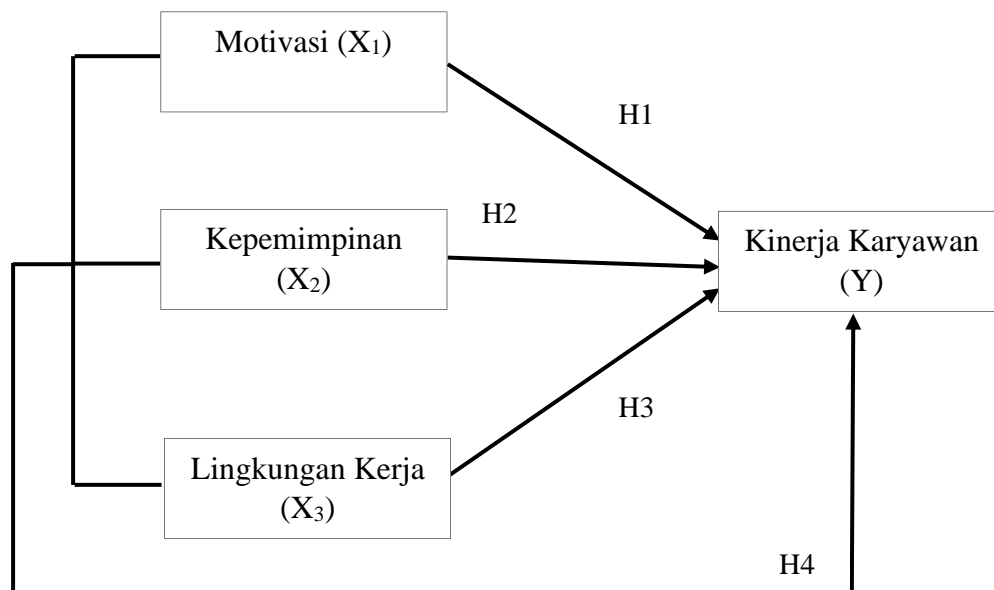 Motivasi (X₁)
H1
H2
Kepemimpinan
(X₂)
Kinerja Karyawan
(Y)
H3
Lingkungan Kerja
(X₃)
H4